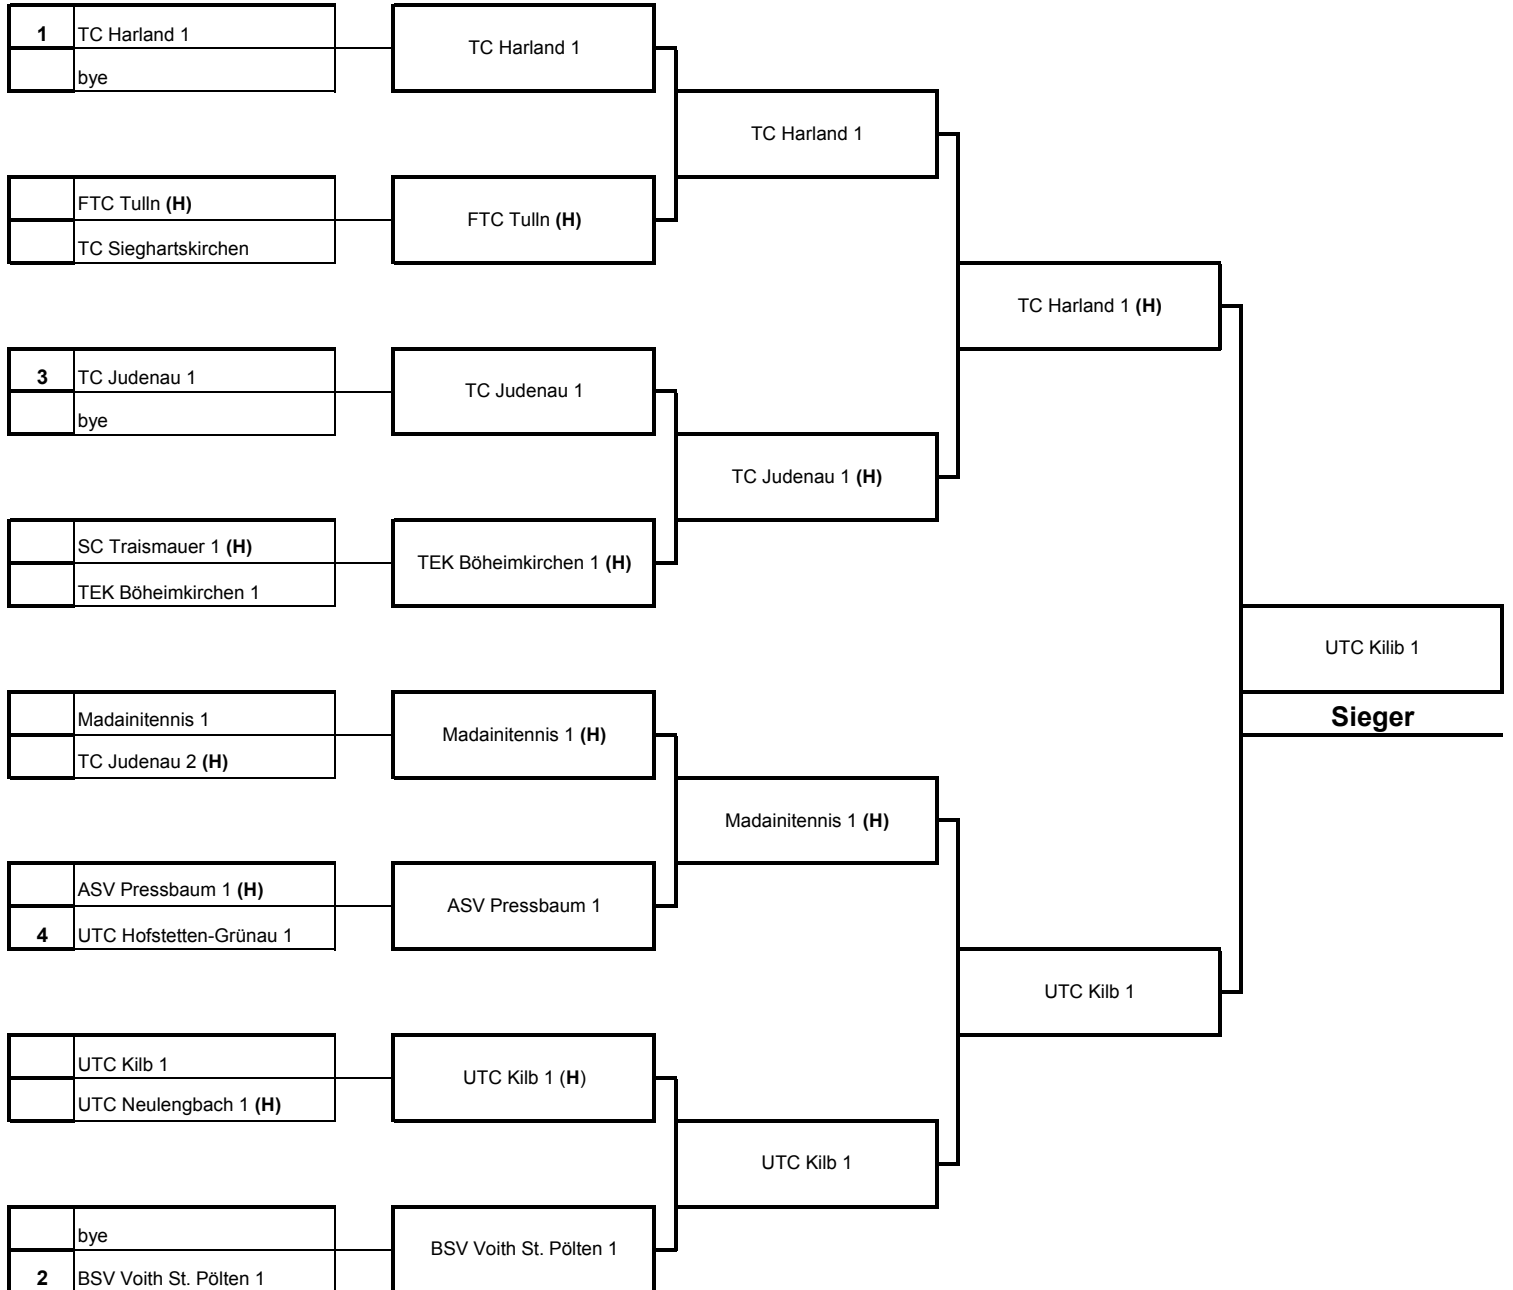 1 TC Harland 1
bye
FTC Tulln (H)
TC Sieghartskirchen
3 TC Judenau 1
bye
SC Traismauer 1 (H)
TEK Böheimkirchen 1
Madainitennis 1
TC Judenau 2 (H)
ASV Pressbaum 1 (H)
4 UTC Hofstetten-Grünau 1
UTC Kilb 1
UTC Neulengbach 1 (H)
bye
2 BSV Voith St. Pölten 1
TC Harland 1
FTC Tulln (H)
TC Judenau 1
TEK Böheimkirchen 1 (H)
Madainitennis 1 (H)
ASV Pressbaum 1
UTC Kilb 1 (H)
BSV Voith St. Pölten 1
TC Harland 1
TC Judenau 1 (H)
Madainitennis 1 (H)
UTC Kilb 1
TC Harland 1 (H)
UTC Kilb 1
UTC Kilib 1
Sieger